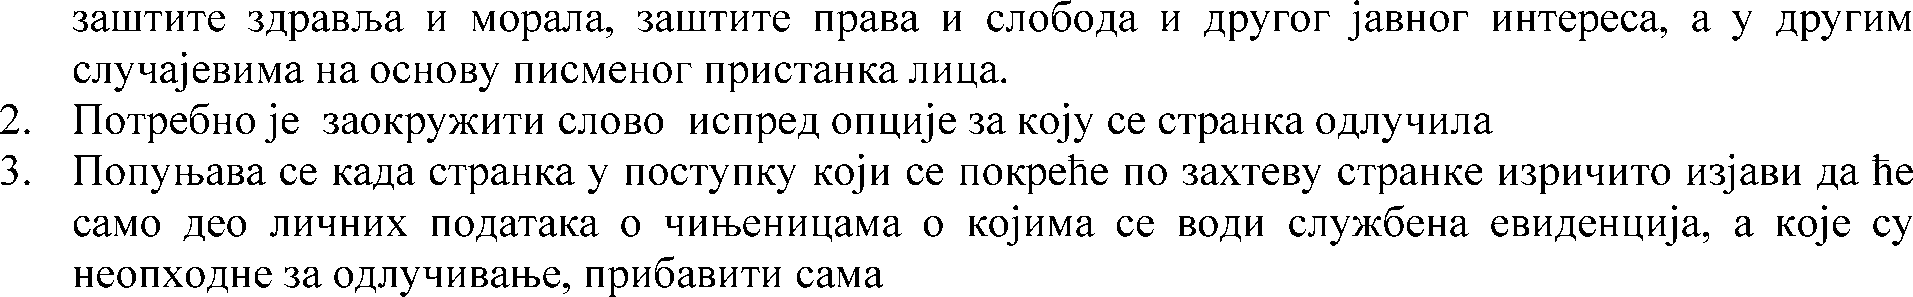 заштите здравља и морала, заштите права и слобода и другог јавног интереса, а у другим
случајевима на основу писменог пристанка лица.
2. Потребно је  заокружити слово  испред опције за коју се странка одлучила
3. Попуњава се када странка у поступку који се покреће по захтеву странке изричито изјави да ће
само део личних података о чињеницама о којима се води службена евиденција, а које су
неопходне за одлучивање, прибавити сама